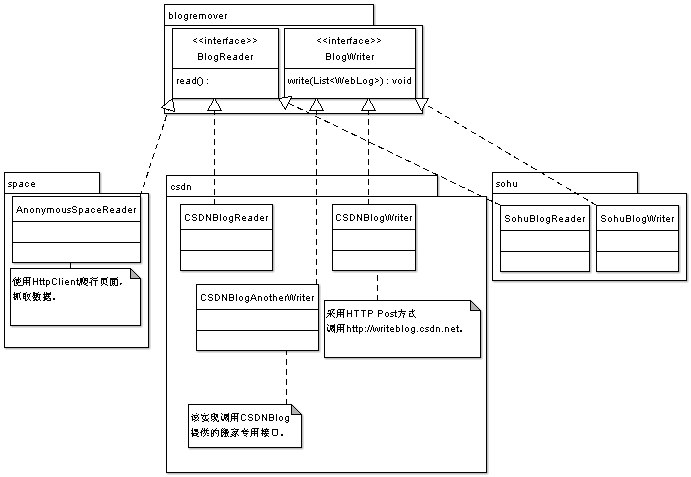 blogremover
<<interface>>
BlogReader
read() :
<<interface>>
BlogWriter
write(List<WebLog>) : void
space
AnonymousSpaceReader
使用HttpClient爬行页面，
抓取数据。
csdn
CSDNBlogReader
CSDNBlogWriter
CSDNBlogAnotherWriter
采用HTTP Post方式
调用http://writeblog.csdn.net。
该实现调用CSDNBlog
提供的搬家专用接口。
sohu
SohuBlogReader
SohuBlogWriter